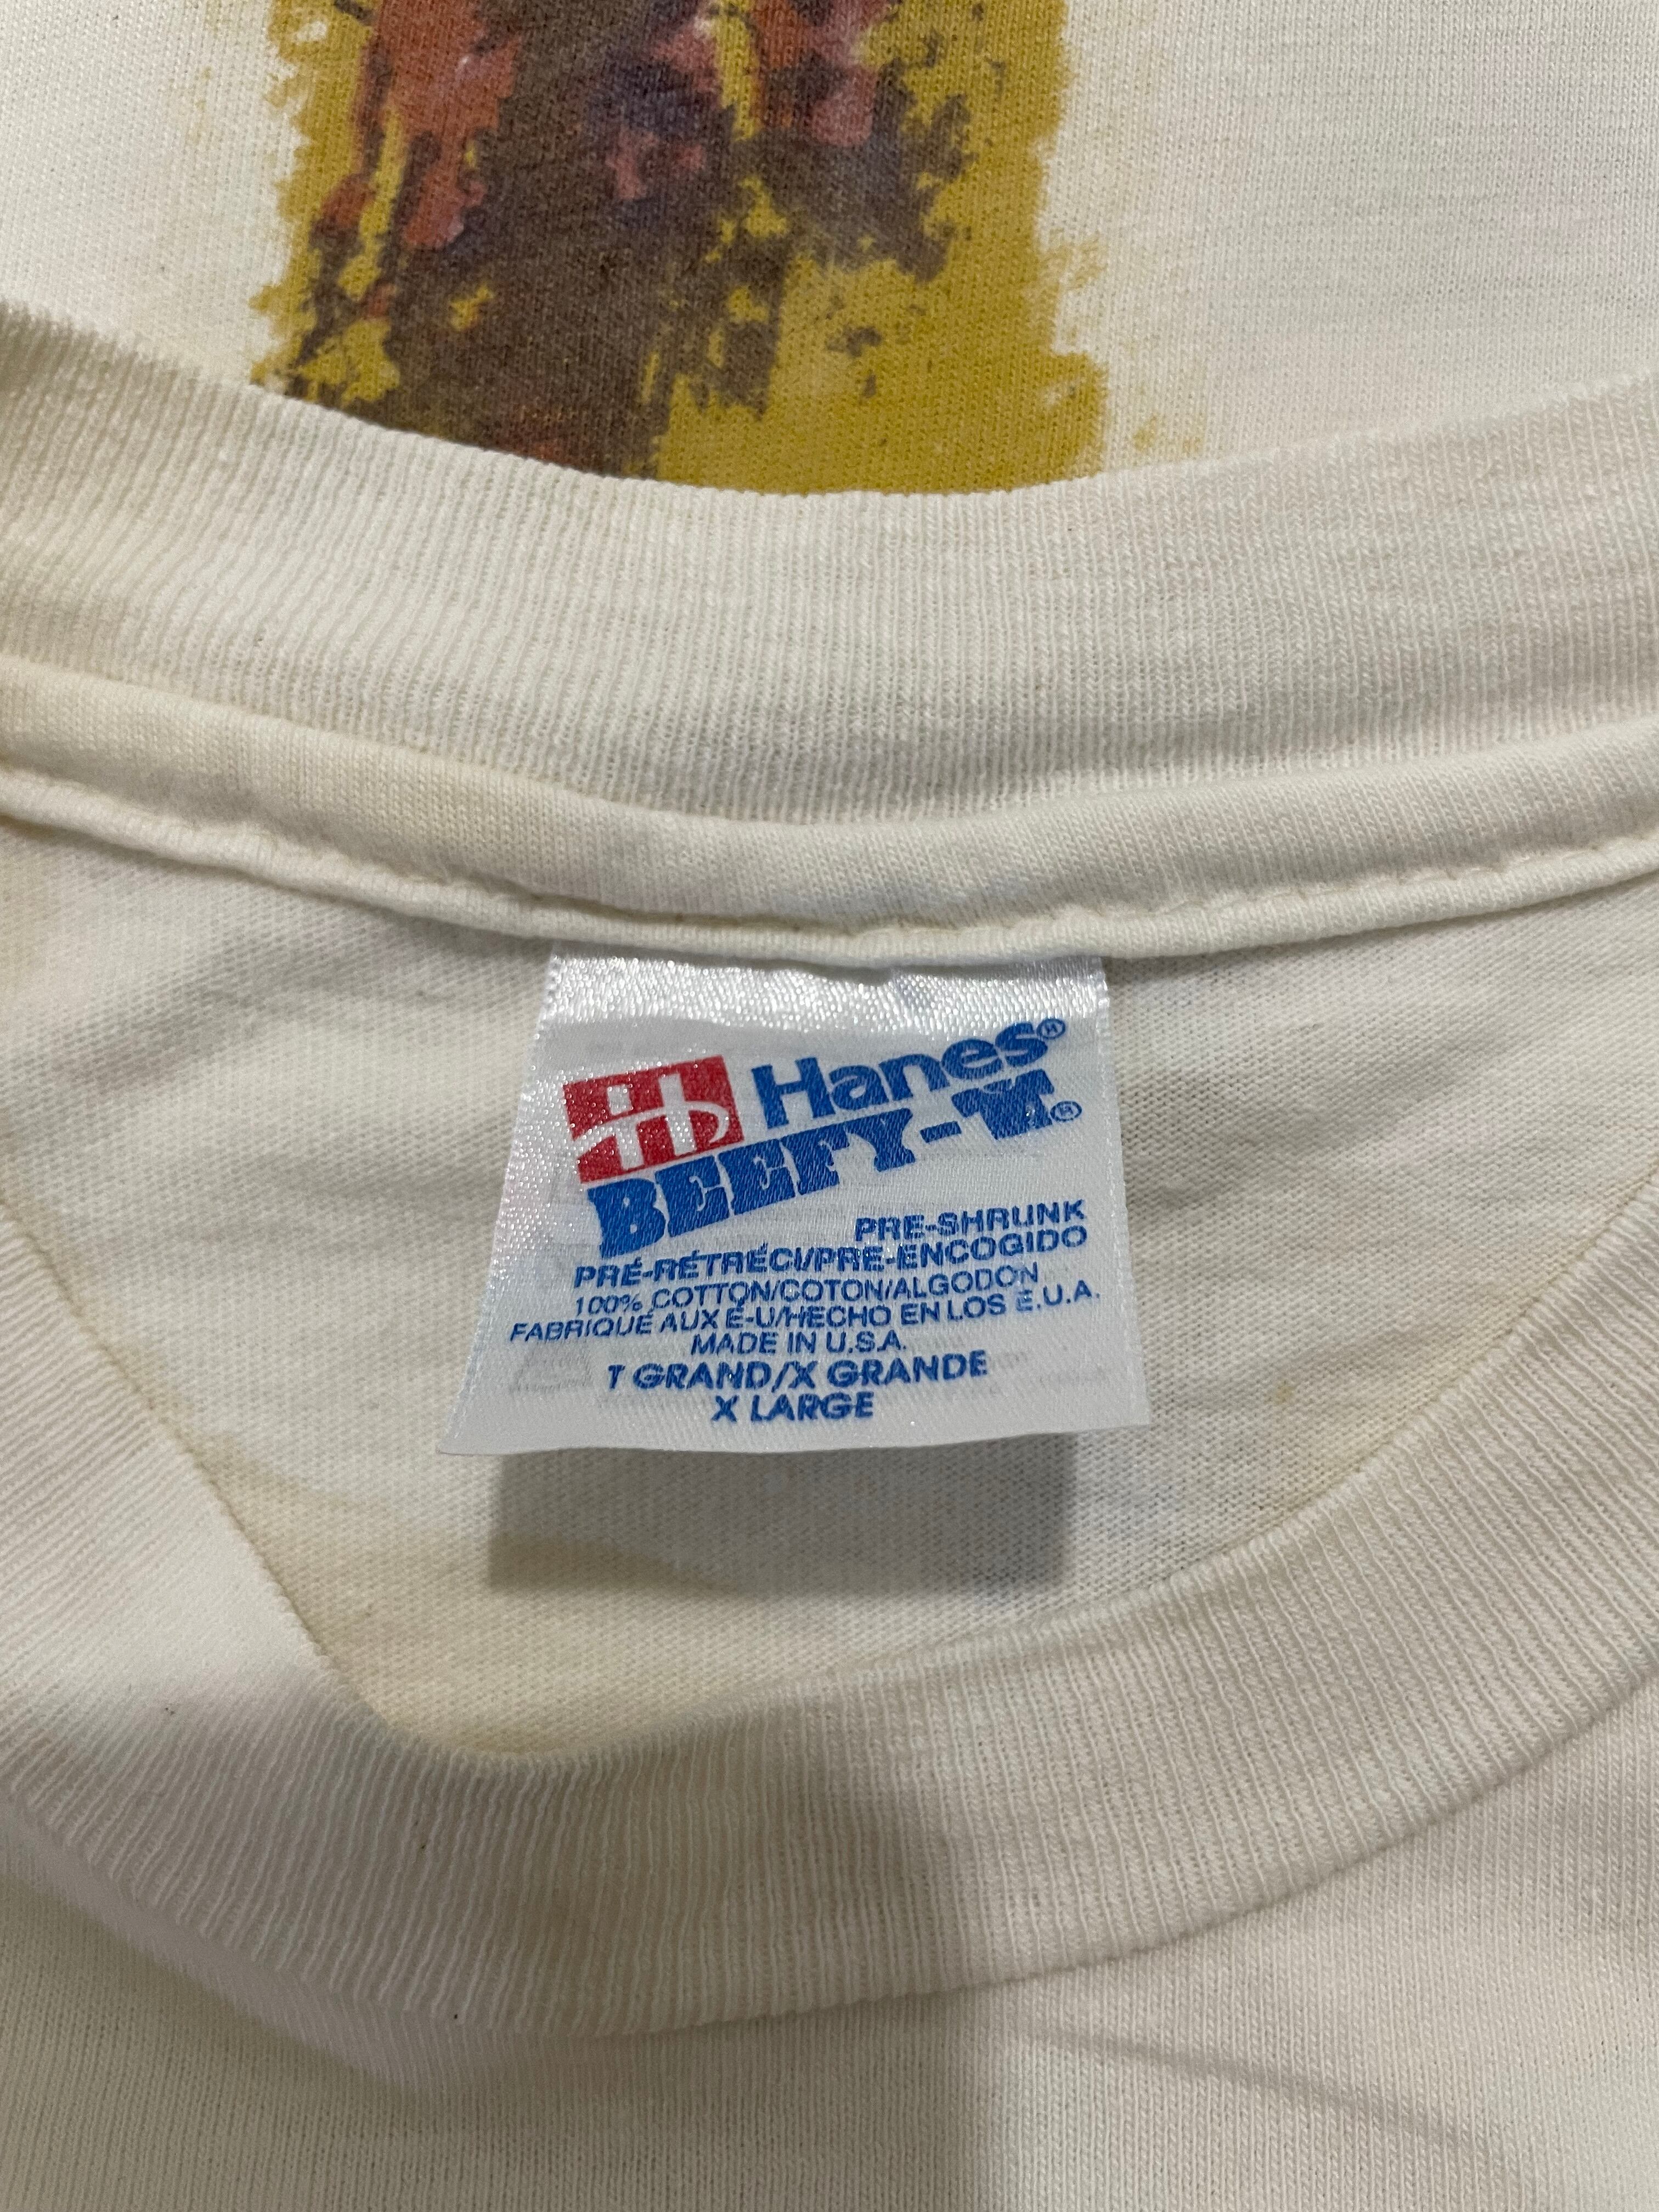 Hanes®
BEEFY-T®
PRE-SHRUNK
PRÉ-RÉTRÉCI/PRE-ENCOGIDO
100% COTTON/COTON/ALGODON
FABRIQUÉ AUX É-U/HECHO EN LOS E.U.A.
MADE IN U.S.A.
T GRAND/X GRANDE
X LARGE